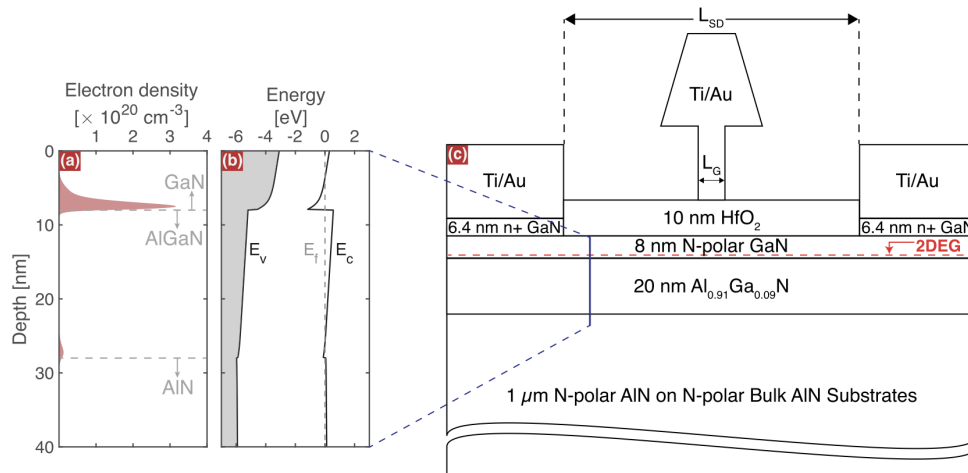 Electron density
[× 10²⁰ cm⁻³]
1 2 3 4
Energy
[eV]
-6 -4 -2 0 2
Depth [nm]
0
10
20
30
40
(a)
GaN
AlGaN
AlN
(b)
E_v
E_f
E_c
(c)
L_SD
Ti/Au
L_G
Ti/Au
Ti/Au
10 nm HfO₂
6.4 nm n+ GaN
6.4 nm n+ GaN
8 nm N-polar GaN
2DEG
20 nm Al₀.₉₁Ga₀.₀₉N
1 μm N-polar AlN on N-polar Bulk AlN Substrates